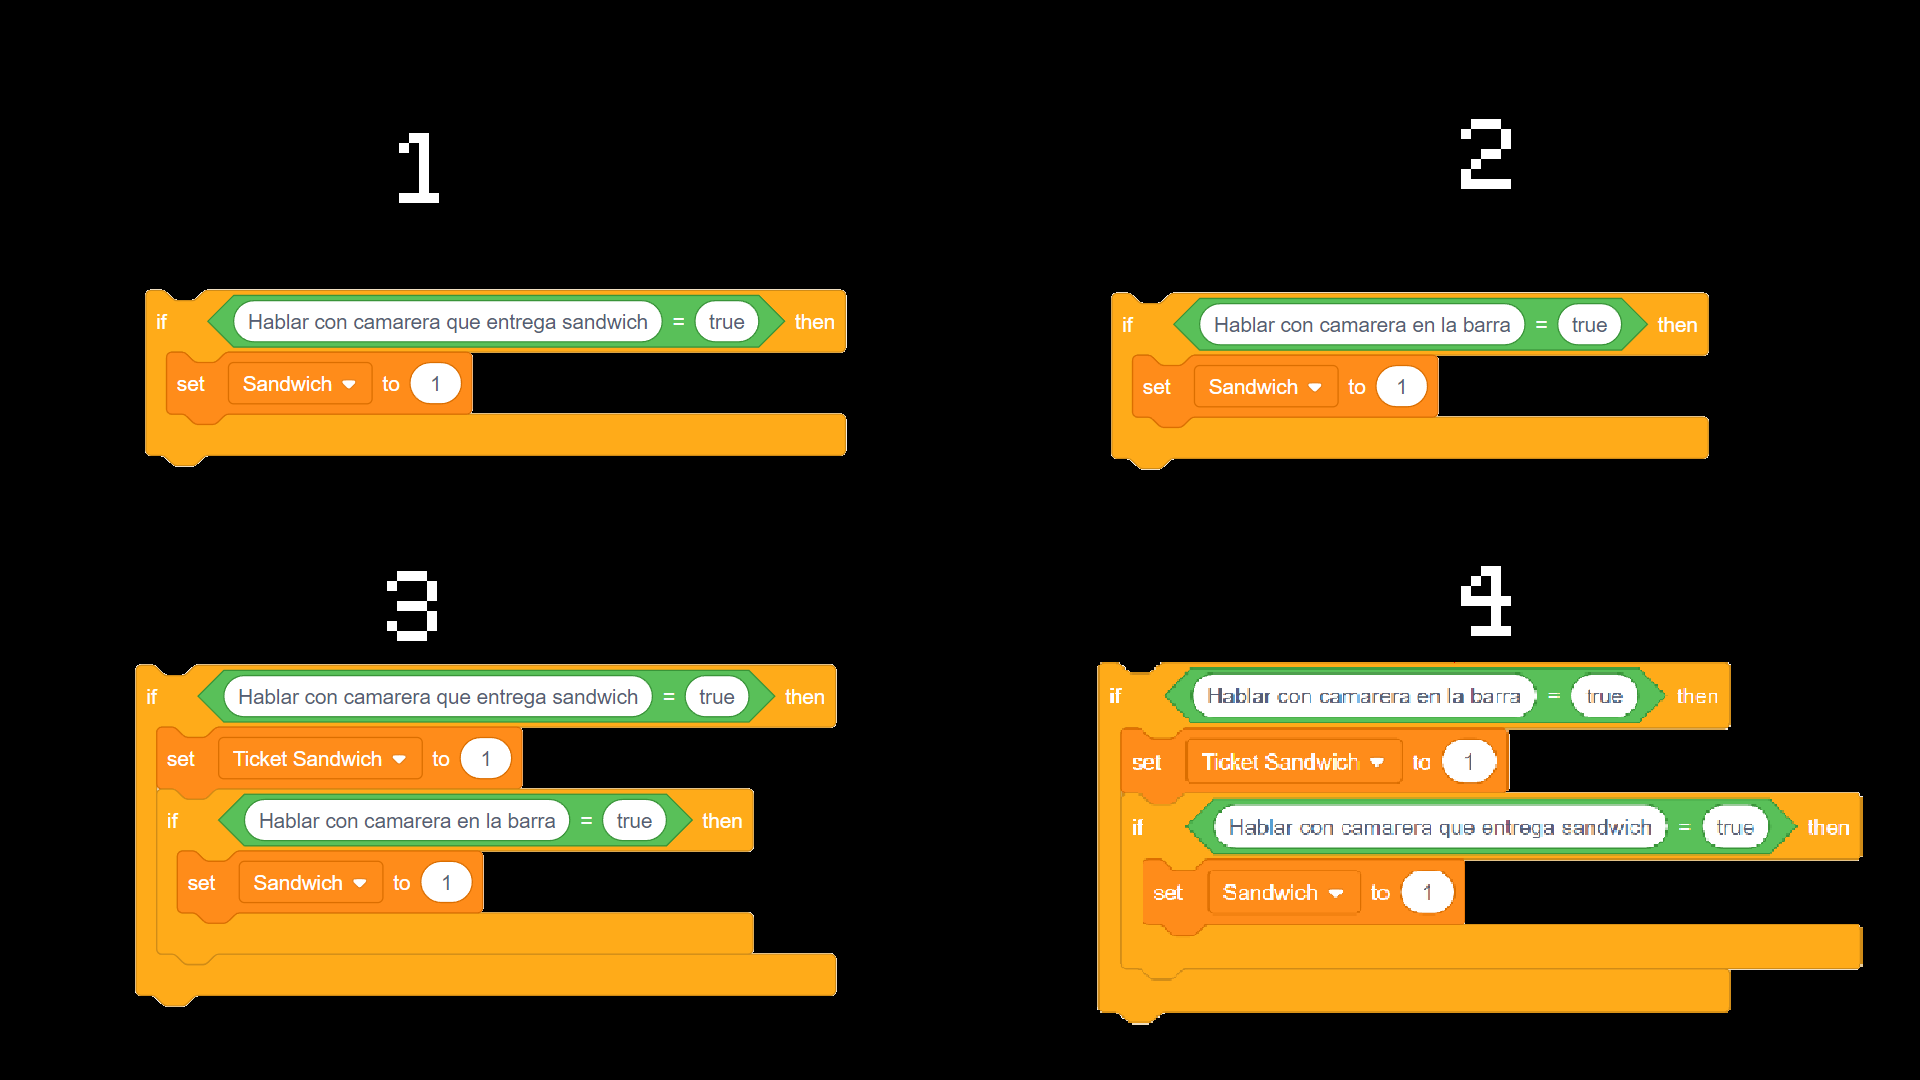 1
if Hablar con camarera que entrega sandwich = true then
set Sandwich to 1
2
if Hablar con camarera en la barra = true then
set Sandwich to 1
3
if Hablar con camarera que entrega sandwich = true then
set Ticket Sandwich to 1
if Hablar con camarera en la barra = true then
set Sandwich to 1
4
if Hablar con camarera en la barra = true then
set Ticket Sandwich to 1
if Hablar con camarera que entrega sandwich = true then
set Sandwich to 1